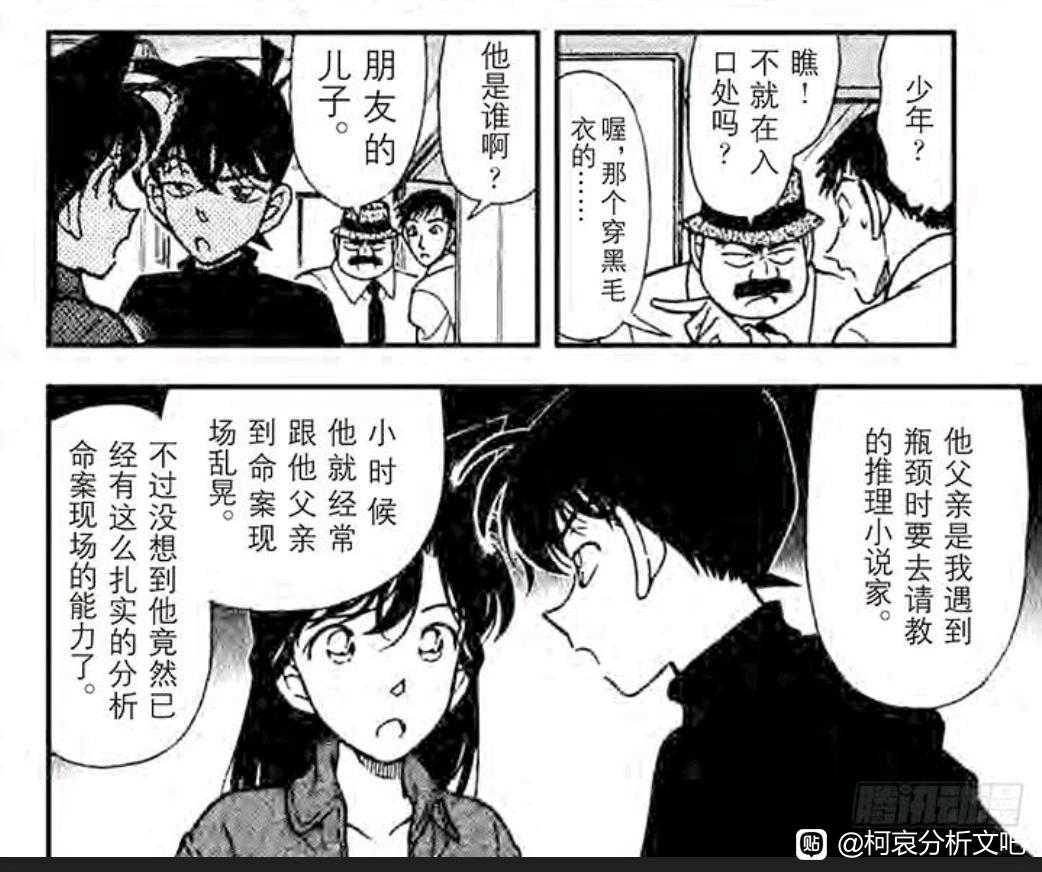 少年？
瞧！
不就在入
口处吗？
喔，那个穿黑毛
衣的……
他是谁啊？
朋友的
儿子。
他父亲是我遇到
瓶颈时要去请教
的推理小说家。
小时候
他就经常
跟他父亲
到命案现
场乱晃。
不过没想到他竟然已
经有这么扎实的分析
命案现场的能力了。
腾讯动漫
贴 @柯哀分析文吧